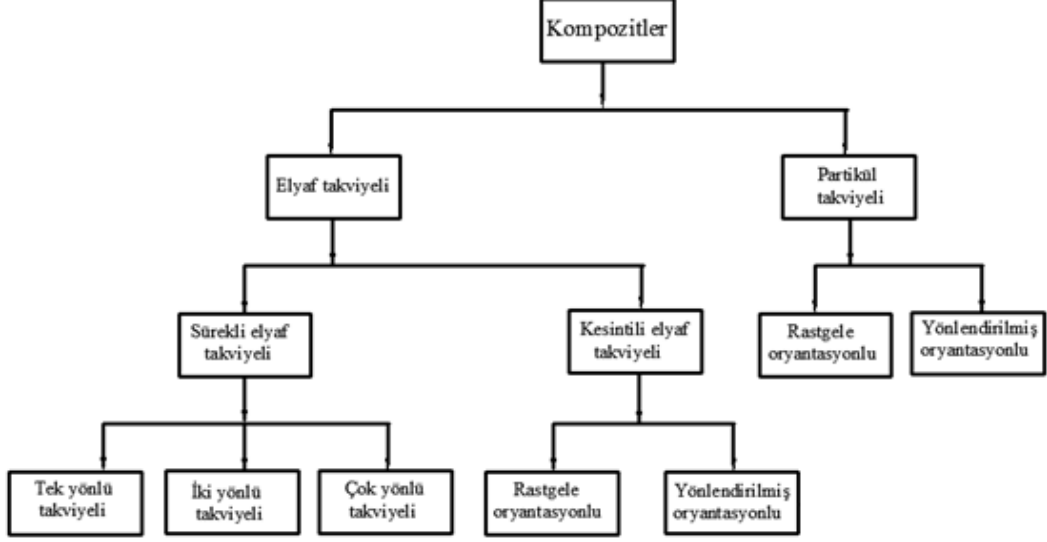 Kompozitler
Elyaf takviyeli
Partikül
takviyeli
Sürekli elyaf
takviyeli
Kesintili elyaf
takviyeli
Rastgele
oryantasyonlu
Yönlendirilmiş
oryantasyonlu
Tek yönlü
takviyeli
İki yönlü
takviyeli
Çok yönlü
takviyeli
Rastgele
oryantasyonlu
Yönlendirilmiş
oryantasyonlu